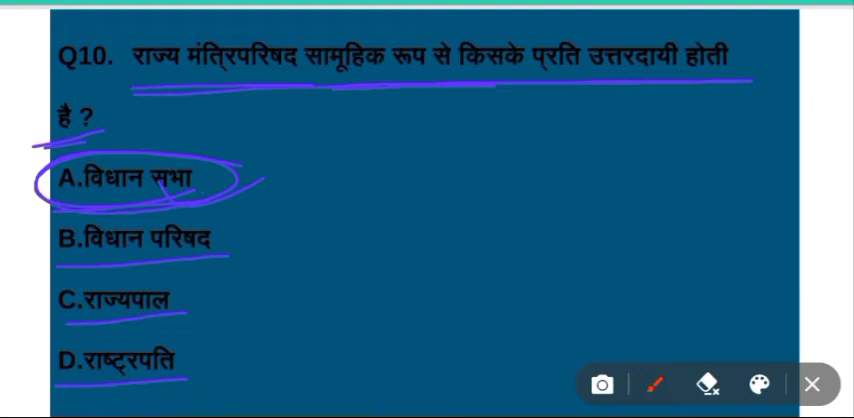 Q10. राज्य मंत्रिपरिषद सामूहिक रूप से किसके प्रति उत्तरदायी होती
है ?
A.विधान सभा
B.विधान परिषद
C.राज्यपाल
D.राष्ट्रपति